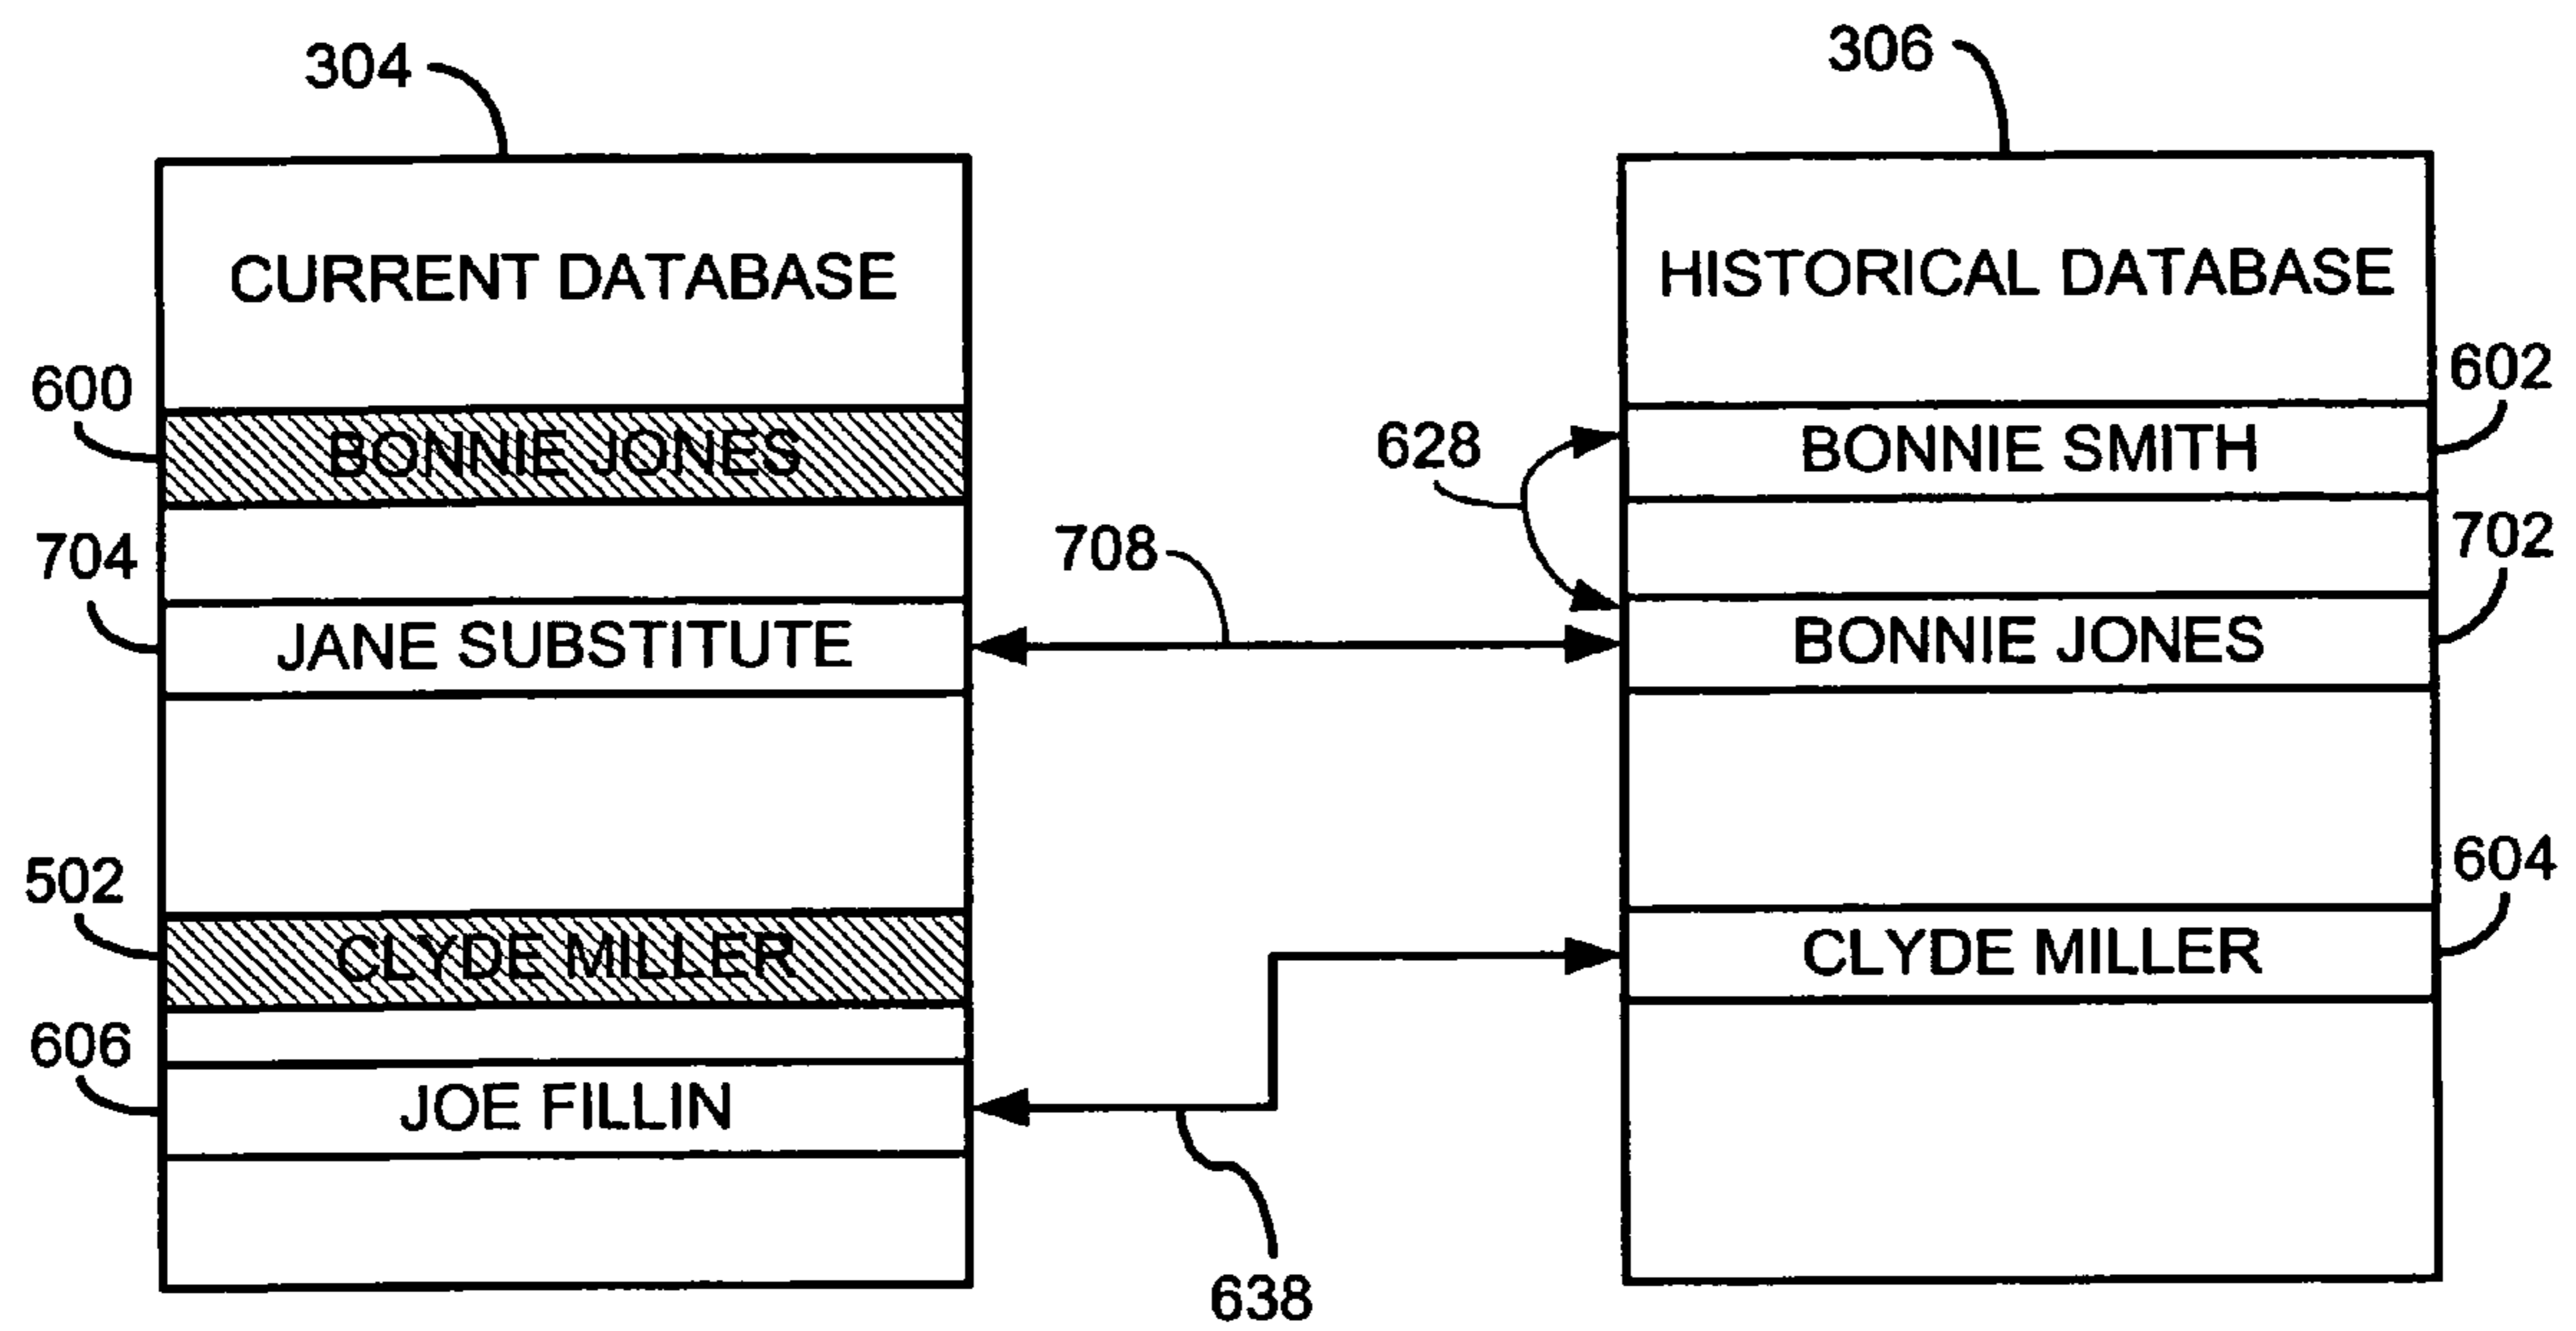 304
306
CURRENT DATABASE
HISTORICAL DATABASE
600
BONNIE JONES
628
BONNIE SMITH
602
704
JANE SUBSTITUTE
708
BONNIE JONES
702
502
CLYDE MILLER
CLYDE MILLER
604
606
JOE FILLIN
638